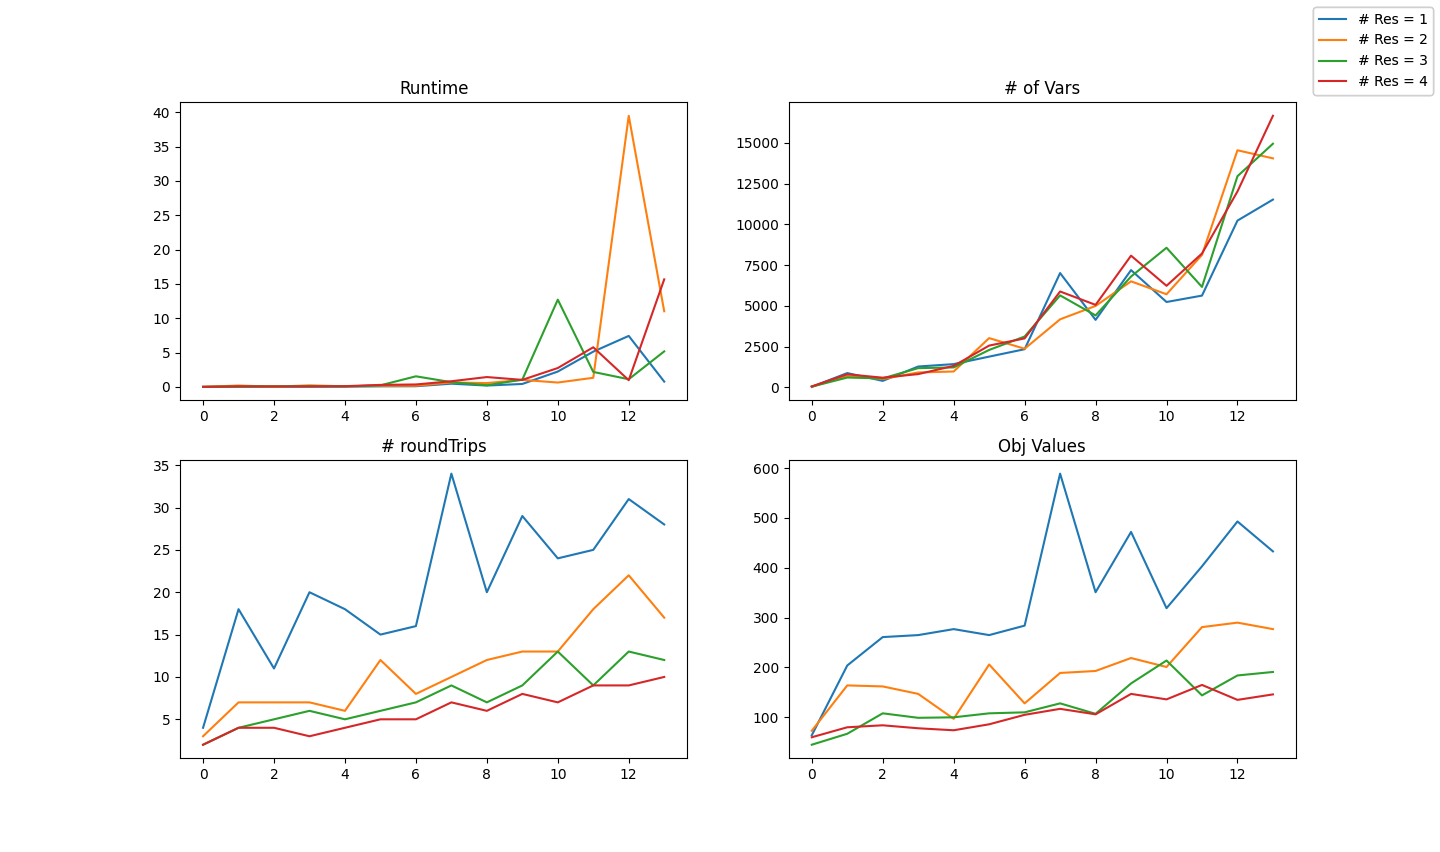 # Res = 1
# Res = 2
# Res = 3
# Res = 4
Runtime
40
35
30
25
20
15
10
5
0
0 2 4 6 8 10 12
# of Vars
15000
12500
10000
7500
5000
2500
0
0 2 4 6 8 10 12
# roundTrips
35
30
25
20
15
10
5
0 2 4 6 8 10 12
Obj Values
600
500
400
300
200
100
0 2 4 6 8 10 12